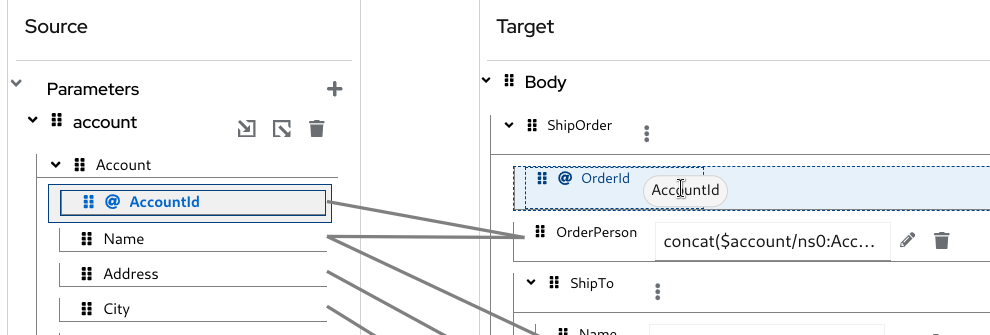 Source
Target
Parameters
Body
account
ShipOrder
Account
@ OrderId
AccountId
@ AccountId
OrderPerson
concat($account/ns0:Acc...
Name
Address
ShipTo
City
Name